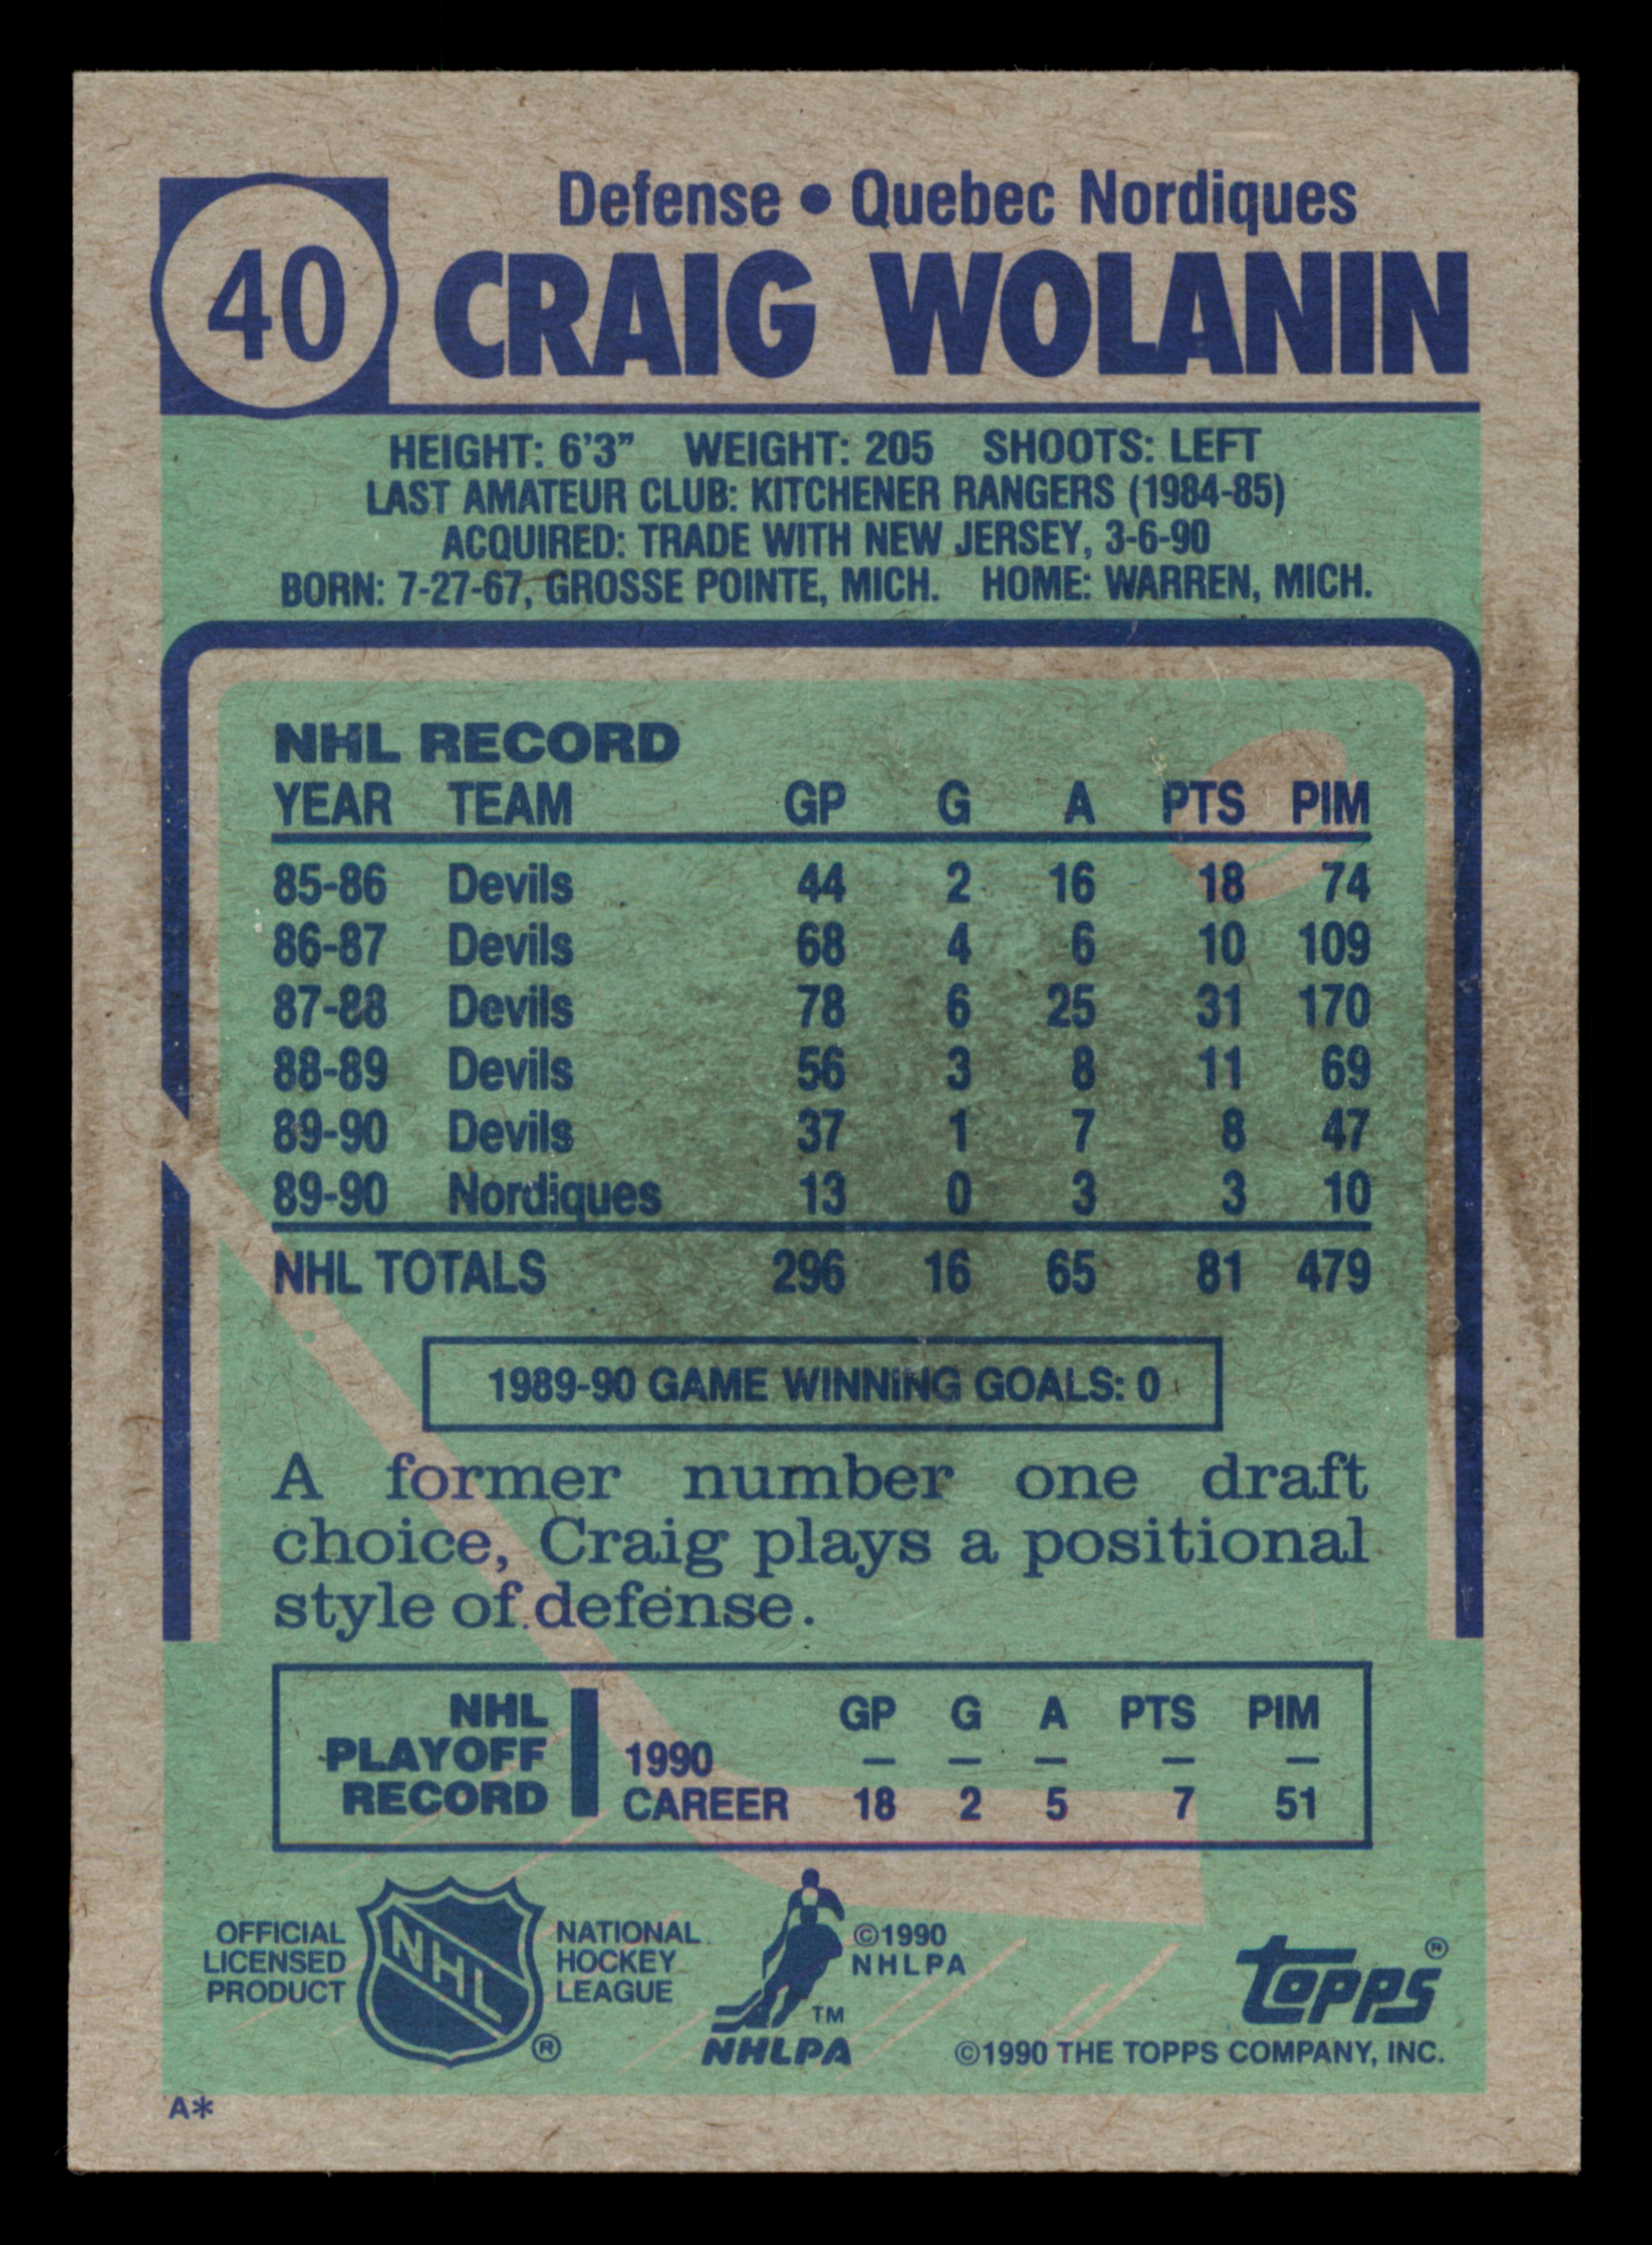 40
Defense • Quebec Nordiques
CRAIG WOLANIN
HEIGHT: 6'3” WEIGHT: 205 SHOOTS: LEFT
LAST AMATEUR CLUB: KITCHENER RANGERS (1984-85)
ACQUIRED: TRADE WITH NEW JERSEY, 3-6-90
BORN: 7-27-67, GROSSE POINTE, MICH. HOME: WARREN, MICH.
NHL RECORD
YEAR TEAM GP G A PTS PIM
85-86 Devils 44 2 16 18 74
86-87 Devils 68 4 6 10 109
87-88 Devils 78 6 25 31 170
88-89 Devils 56 3 8 11 69
89-90 Devils 37 1 7 8 47
89-90 Nordiques 13 0 3 3 10
NHL TOTALS 296 16 65 81 479
1989-90 GAME WINNING GOALS: 0
A former number one draft
choice, Craig plays a positional
style of defense.
NHL PLAYOFF RECORD
GP G A PTS PIM
1990 — — — — —
CAREER 18 2 5 7 51
OFFICIAL
LICENSED
PRODUCT
NHL
®
NATIONAL
HOCKEY
LEAGUE
©1990
NHLPA
TM
NHLPA
topps®
©1990 THE TOPPS COMPANY, INC.
A*